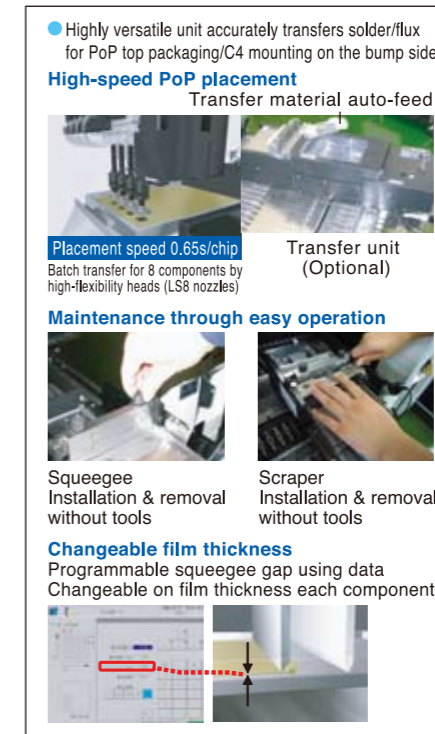 Highly versatile unit accurately transfers solder/flux
for PoP top packaging/C4 mounting on the bump side
High-speed PoP placement
Transfer material auto-feed
Placement speed 0.65s/chip
Batch transfer for 8 components by
high-flexibility heads (LS8 nozzles)
Transfer unit
(Optional)
Maintenance through easy operation
Squeegee
Installation & removal
without tools
Scraper
Installation & removal
without tools
Changeable film thickness
Programmable squeegee gap using data
Changeable on film thickness each component